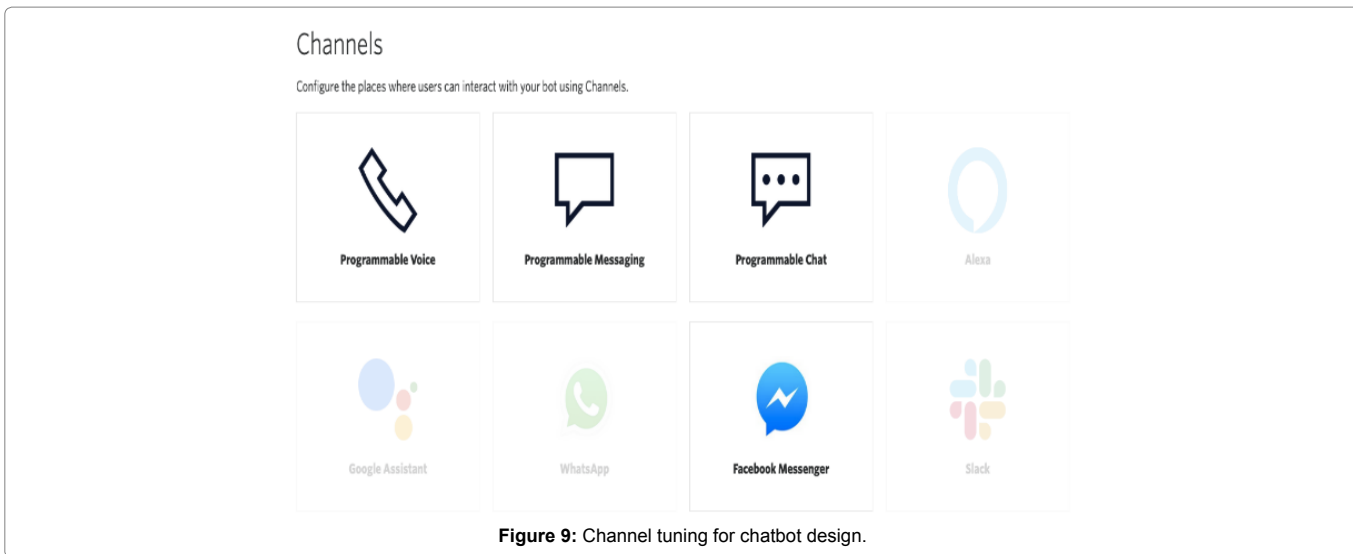 Channels
Configure the places where users can interact with your bot using Channels.
Programmable Voice
Programmable Messaging
Programmable Chat
Alexa
Google Assistant
WhatsApp
Facebook Messenger
Slack
Figure 9: Channel tuning for chatbot design.